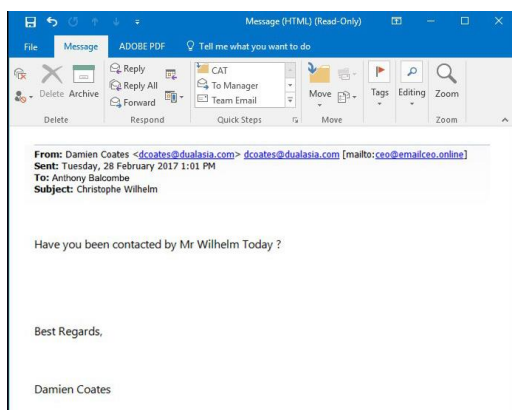 Message (HTML) (Read-Only)
File Message ADOBE PDF Tell me what you want to do
Delete Archive
Reply
Reply All
Forward
CAT
To Manager
Team Email
Move
Tags Editing Zoom
Delete Respond Quick Steps Move Zoom
From: Damien Coates <dcoates@dualasia.com> dcoates@dualasia.com [mailto:ceo@emailceo.online]
Sent: Tuesday, 28 February 2017 1:01 PM
To: Anthony Balcombe
Subject: Christophe Wilhelm
Have you been contacted by Mr Wilhelm Today ?
Best Regards,
Damien Coates